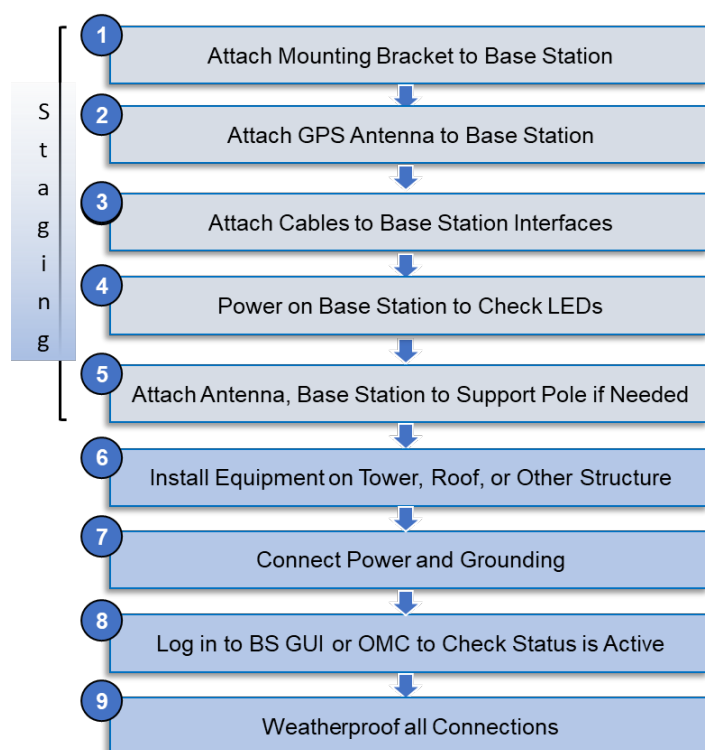 Staging
1
Attach Mounting Bracket to Base Station
2
Attach GPS Antenna to Base Station
3
Attach Cables to Base Station Interfaces
4
Power on Base Station to Check LEDs
5
Attach Antenna, Base Station to Support Pole if Needed
6
Install Equipment on Tower, Roof, or Other Structure
7
Connect Power and Grounding
8
Log in to BS GUI or OMC to Check Status is Active
9
Weatherproof all Connections